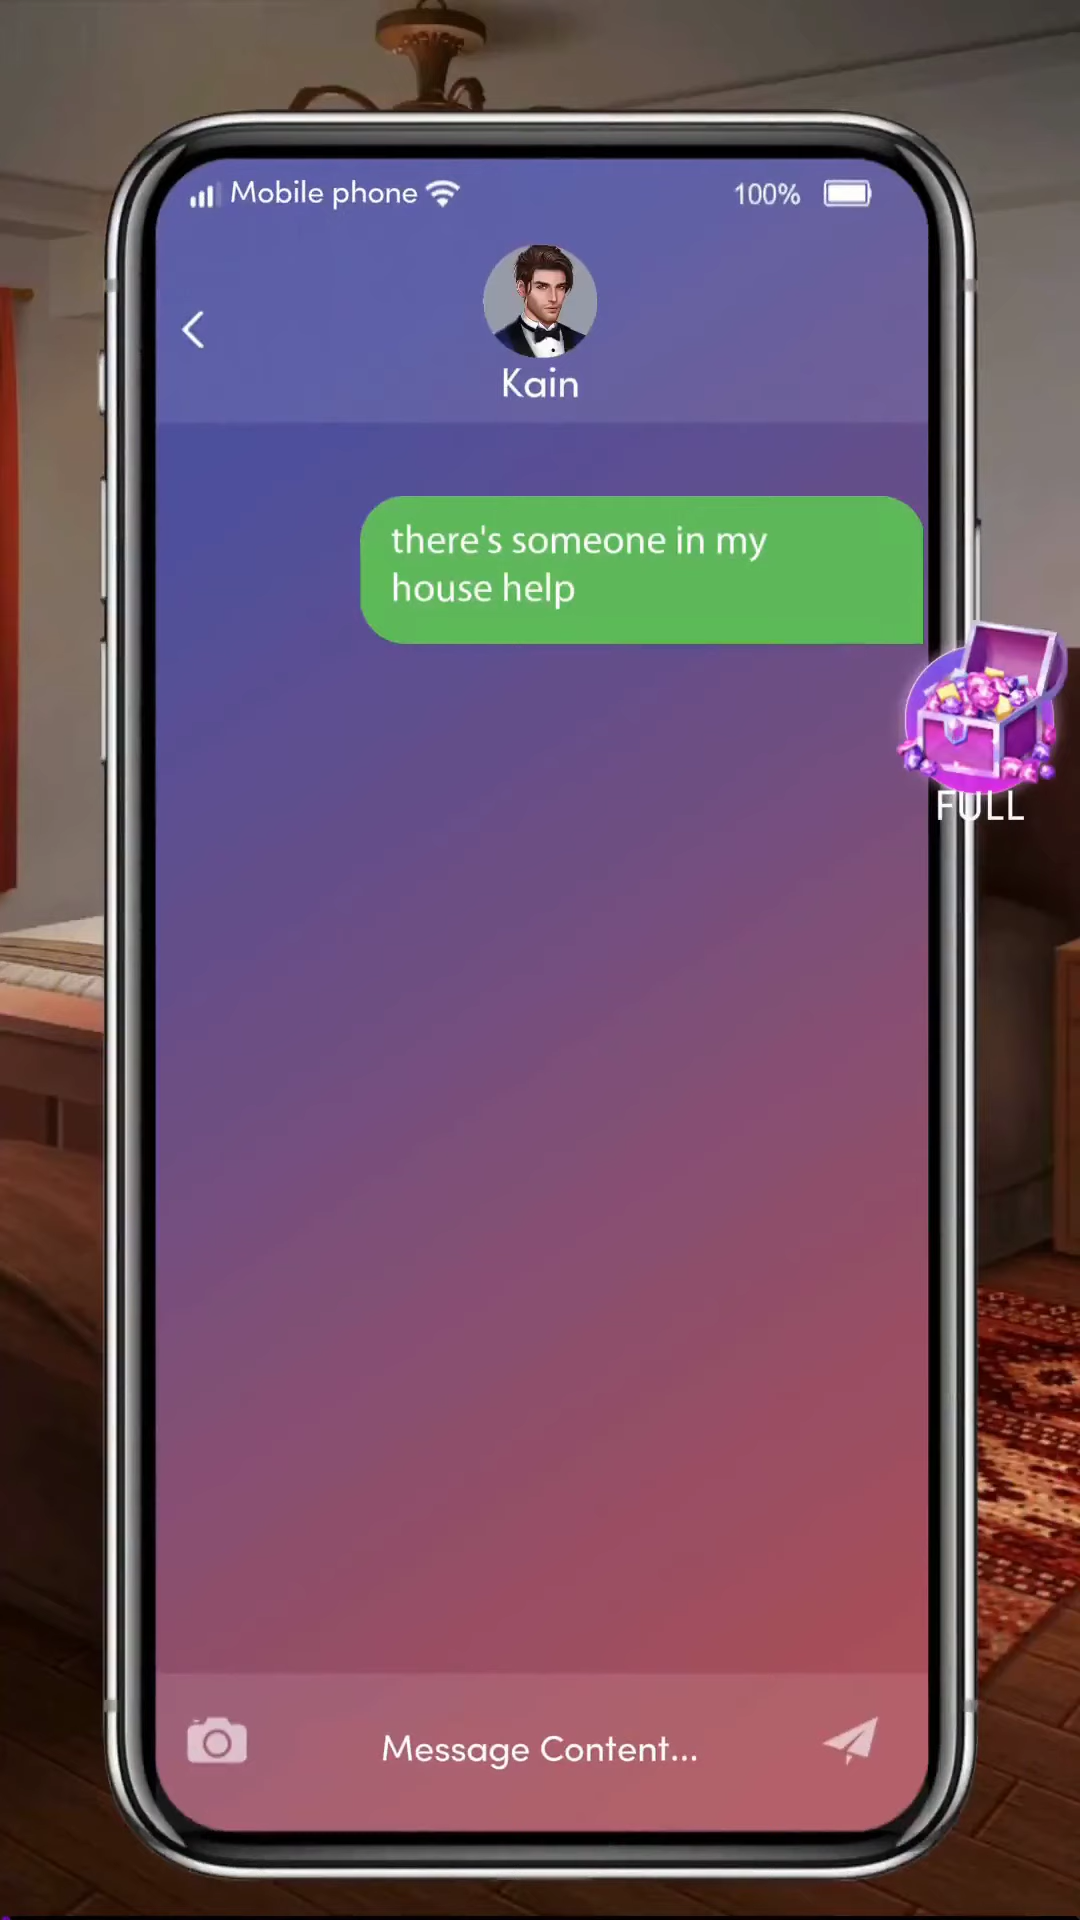 Mobile phone
100%
Kain
there's someone in my
house help
FULL
Message Content...